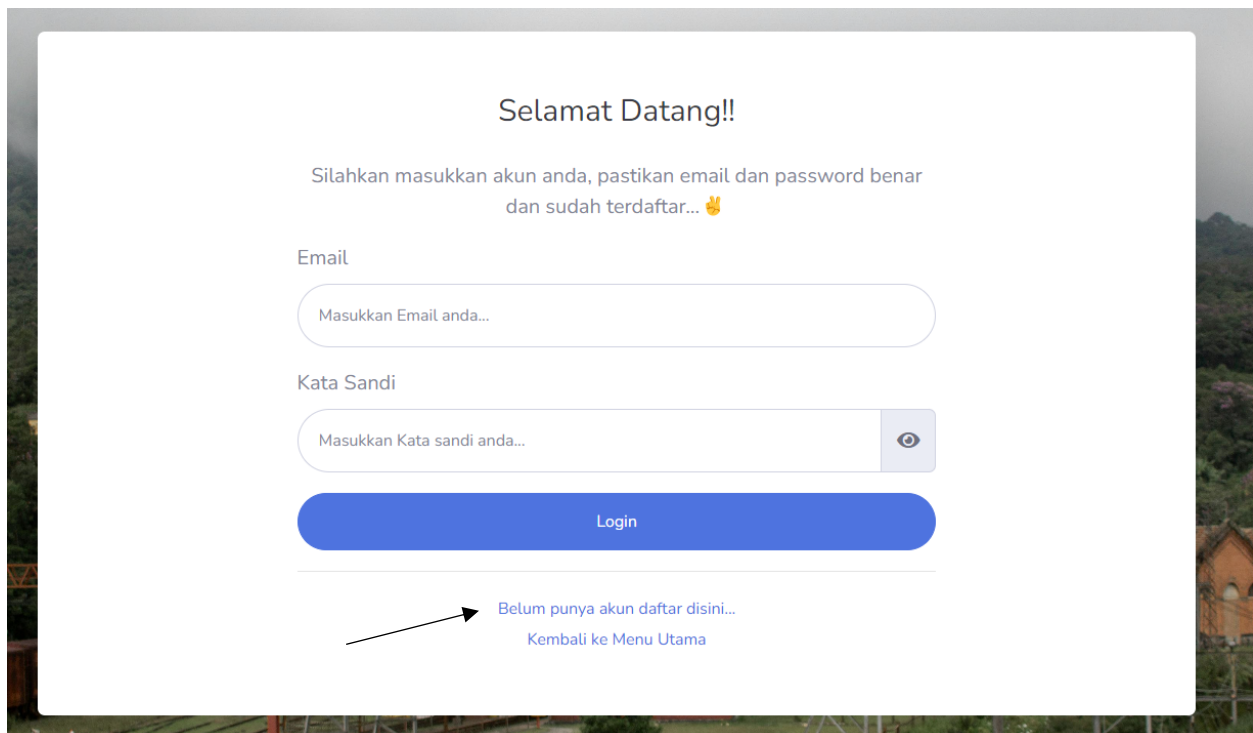 Selamat Datang!!
Silahkan masukkan akun anda, pastikan email dan password benar
dan sudah terdaftar...✌
Email
Masukkan Email anda...
Kata Sandi
Masukkan Kata sandi anda...
Login
Belum punya akun daftar disini...
Kembali ke Menu Utama